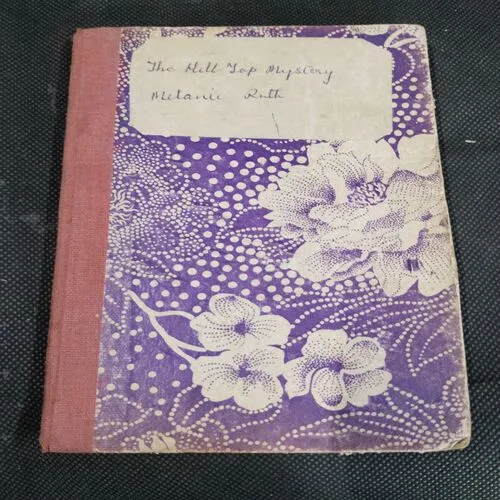 The Hill Top Mystery
Melanie Ruth